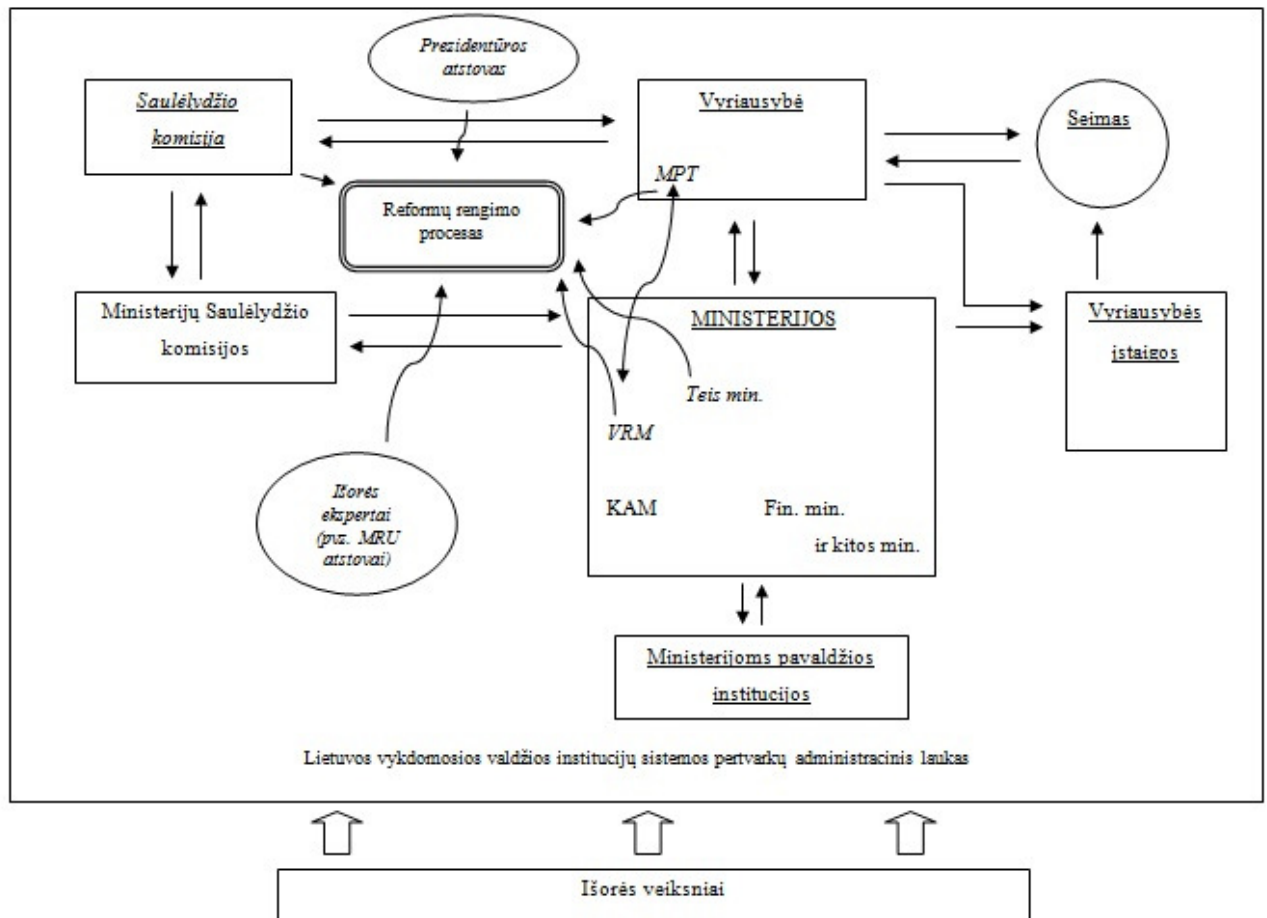 Prezidentūros
atstovas
Saulėlydžio
komisija
Vyriausybė
MPT
Seimas
Reformų rengimo
procesas
Ministerijų Saulėlydžio
komisijos
MINISTERIJOS
Teis min.
VRM
KAM
Fin. min.
ir kitos min.
Vyriausybės
įstaigos
Išorės
ekspertai
(pvz. MRU
atstovai)
Ministerijoms pavaldžios
institucijos
Lietuvos vykdomosios valdžios institucijų sistemos pertvarkų administracinis laukas
Išorės veiksniai